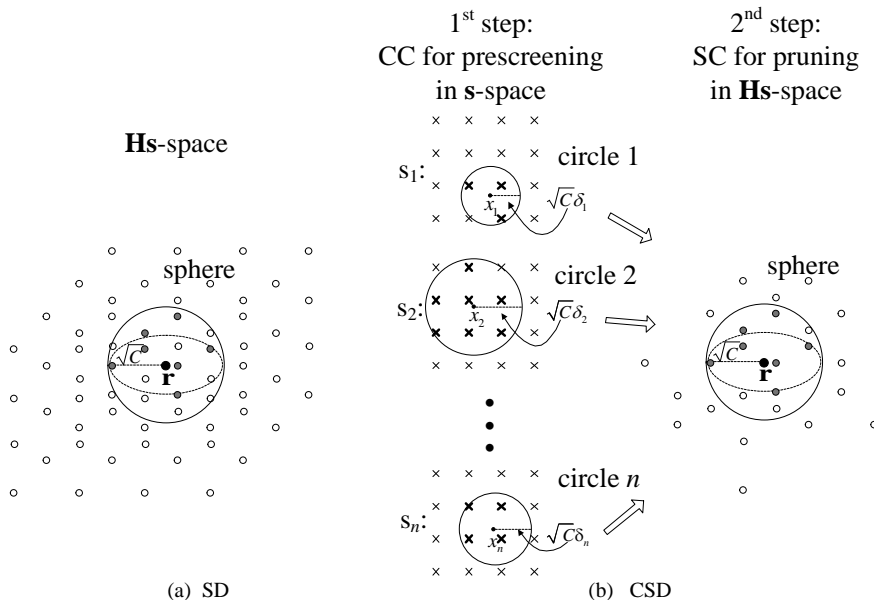 1st step:
CC for prescreening
in s-space
2nd step:
SC for pruning
in Hs-space
Hs-space
sphere
√C
r
(a) SD
s1:
circle 1
x1
√Cδ1
s2:
circle 2
x2
√Cδ2
sn:
circle n
xn
√Cδn
sphere
√C
r
(b) CSD